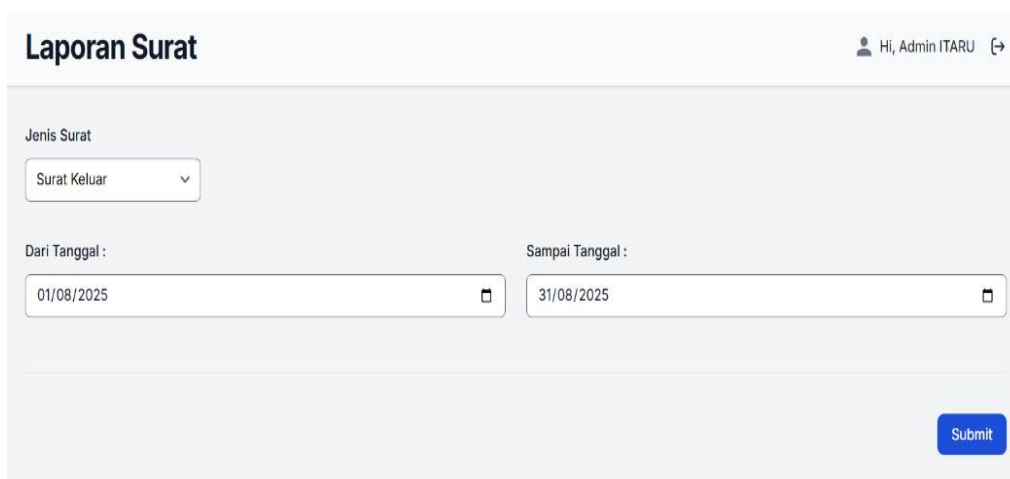 Laporan Surat
Hi, Admin ITARU
Jenis Surat
Surat Keluar
Dari Tanggal :
Sampai Tanggal :
01/08/2025
31/08/2025
Submit